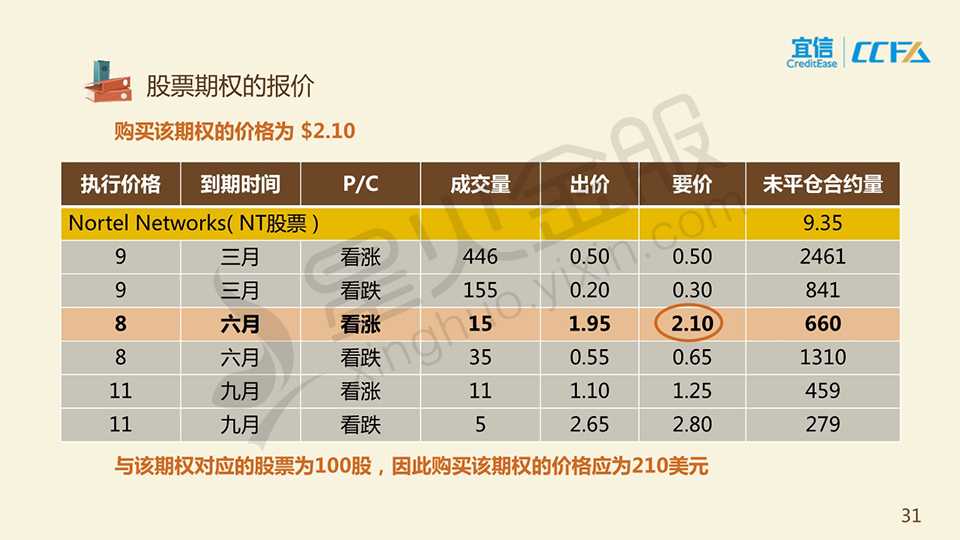 宜信
CreditEase
CCFA
股票期权的报价
购买该期权的价格为 $2.10
执行价格 到期时间 P/C 成交量 出价 要价 未平仓合约量
Nortel Networks( NT股票 ) 9.35
9 三月 看涨 446 0.50 0.50 2461
9 三月 看跌 155 0.20 0.30 841
8 六月 看涨 15 1.95 2.10 660
8 六月 看跌 35 0.55 0.65 1310
11 九月 看涨 11 1.10 1.25 459
11 九月 看跌 5 2.65 2.80 279
与该期权对应的股票为100股，因此购买该期权的价格应为210美元
星火金服
xinghuo.yixin.com
31